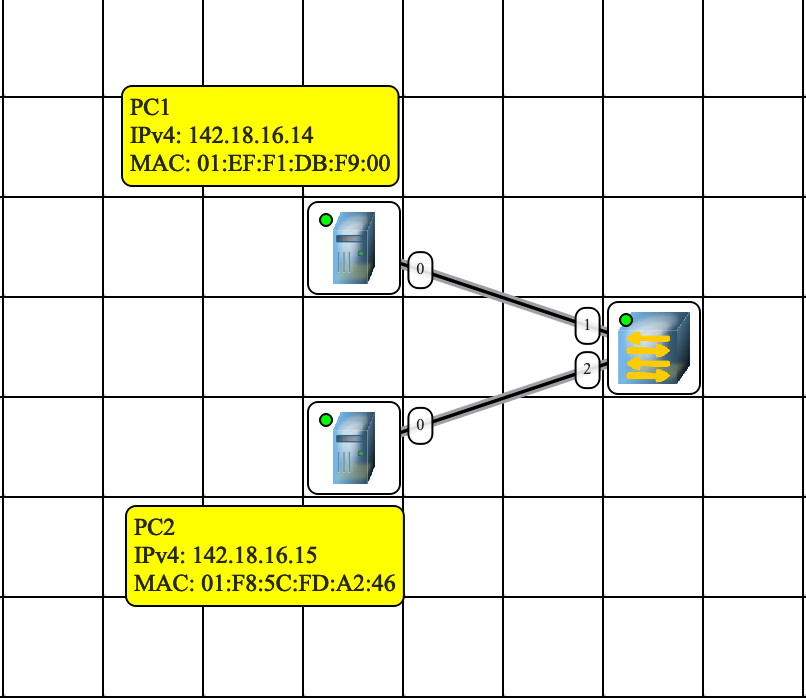 PC1
IPv4: 142.18.16.14
MAC: 01:EF:F1:DB:F9:00
0
1
2
0
PC2
IPv4: 142.18.16.15
MAC: 01:F8:5C:FD:A2:46